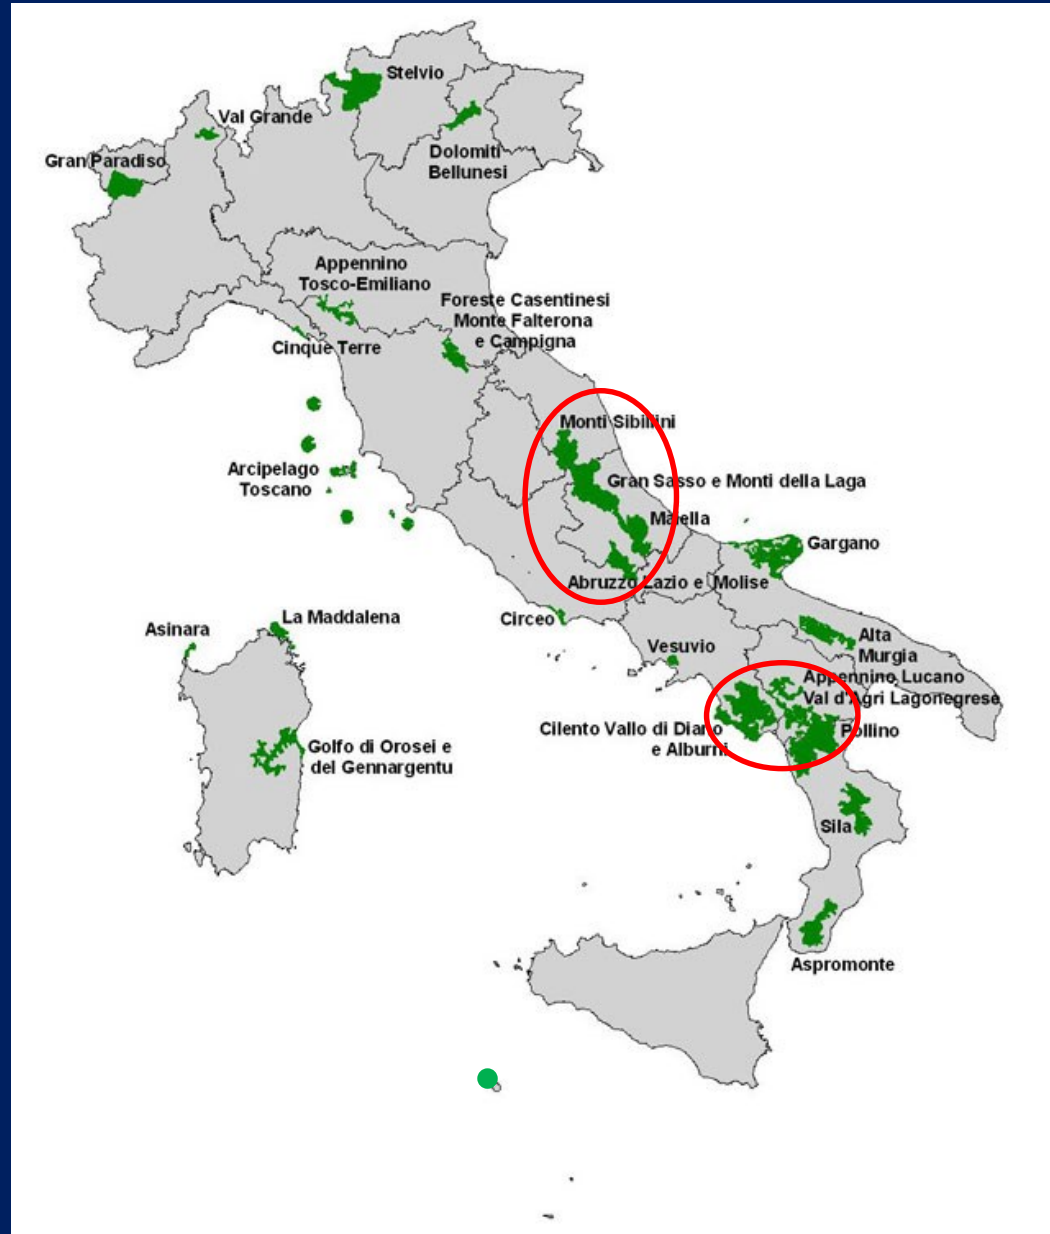 Stelvio
Val Grande
Gran Paradiso
Dolomiti
Bellunesi
Appennino
Tosco-Emiliano
Foreste Casentinesi
Monte Falterona
e Campigna
Cinque Terre
Monti Sibillini
Arcipelago
Toscano
Gran Sasso e Monti della Laga
Maiella
Gargano
Abruzzo Lazio e Molise
Circeo
La Maddalena
Asinara
Vesuvio
Alta
Murgia
Appennino Lucano
Val d'Agri Lagonegrese
Cilento Vallo di Diano
e Alburni
Pollino
Golfo di Orosei e
del Gennargentu
Sila
Aspromonte